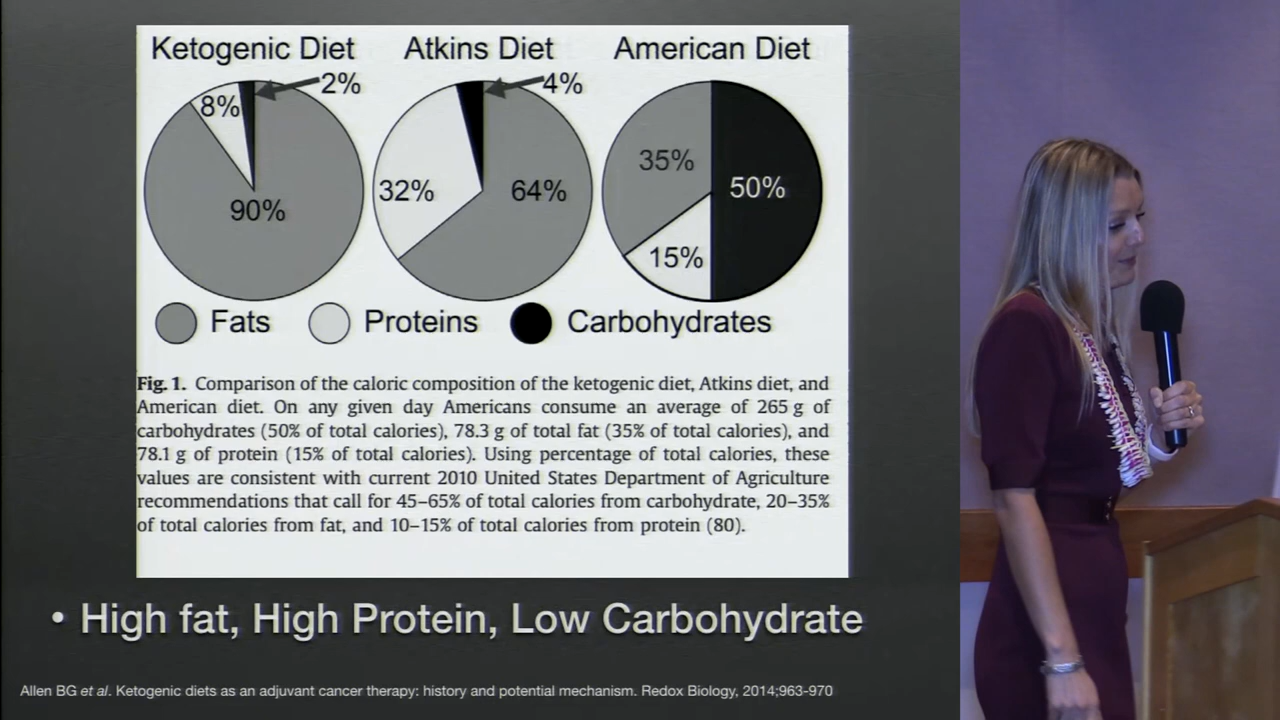 Ketogenic Diet Atkins Diet American Diet
2% 4%
8%
35% 50%
32% 64%
90%
15%
Fats Proteins Carbohydrates
Fig. 1. Comparison of the caloric composition of the ketogenic diet, Atkins diet, and
American diet. On any given day Americans consume an average of 265 g of
carbohydrates (50% of total calories), 78.3 g of total fat (35% of total calories), and
78.1 g of protein (15% of total calories). Using percentage of total calories, these
values are consistent with current 2010 United States Department of Agriculture
recommendations that call for 45–65% of total calories from carbohydrate, 20–35%
of total calories from fat, and 10–15% of total calories from protein (80).
• High fat, High Protein, Low Carbohydrate
Allen BG et al. Ketogenic diets as an adjuvant cancer therapy: history and potential mechanism. Redox Biology, 2014;963-970